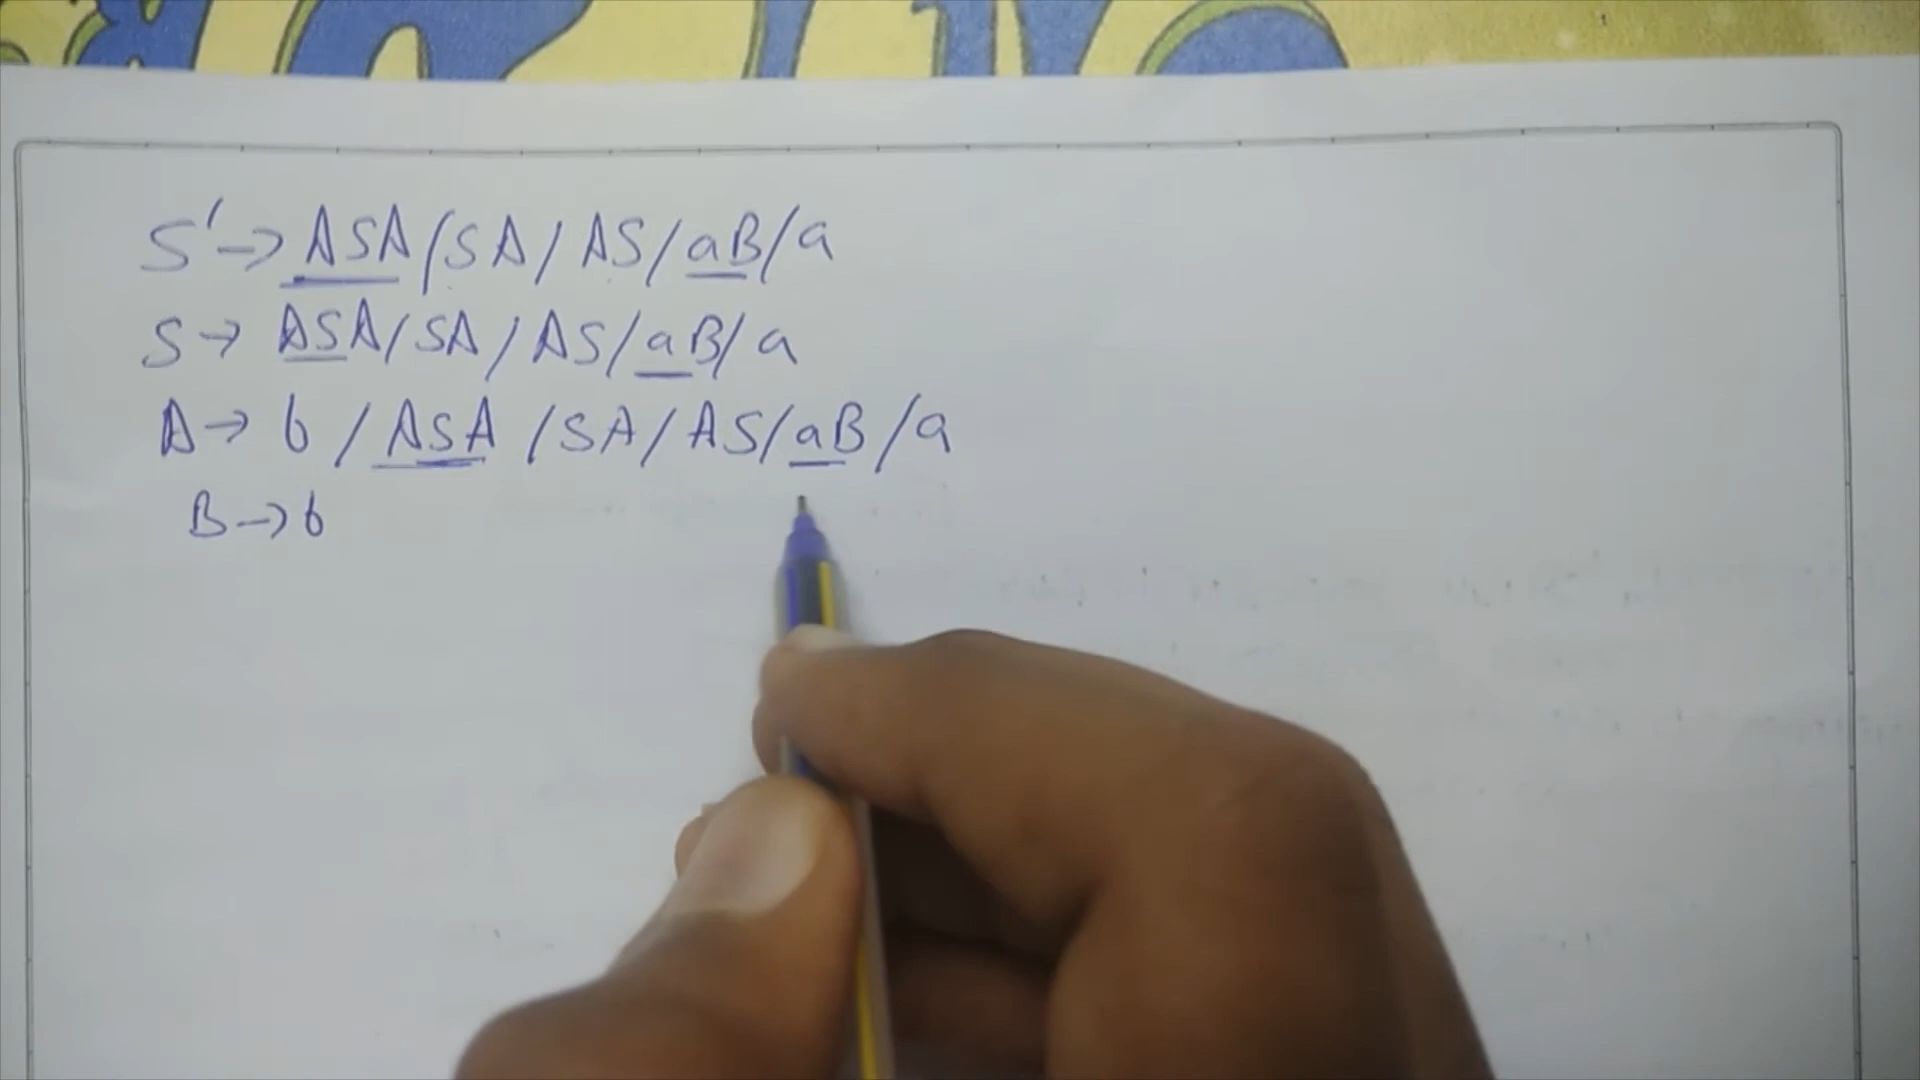 S' → ASA/SA/AS/aB/a
S → ASA/SA/AS/aB/a
A → b/ASA/SA/AS/aB/a
B → b